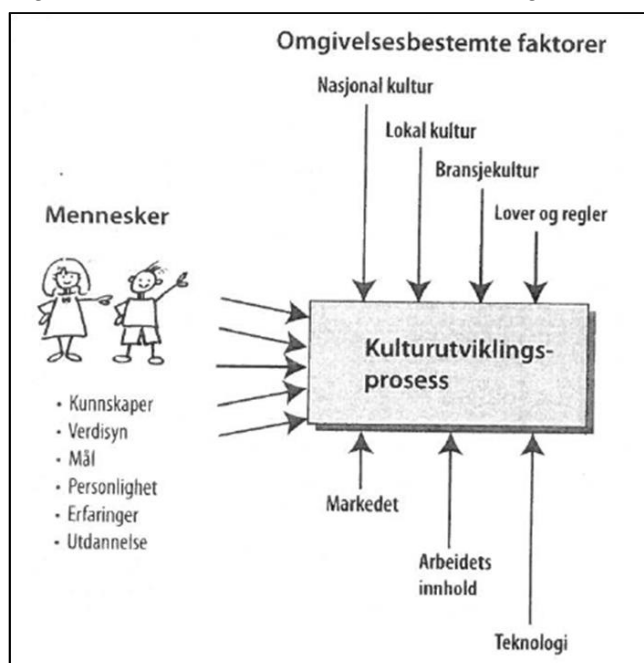 Omgivelsesbestemte faktorer
Nasjonal kultur
Lokal kultur
Bransjekultur
Lover og regler
Mennesker
• Kunnskaper
• Verdisyn
• Mål
• Personlighet
• Erfaringer
• Utdannelse
Kulturutviklings-
prosess
Markedet
Arbeidets
innhold
Teknologi